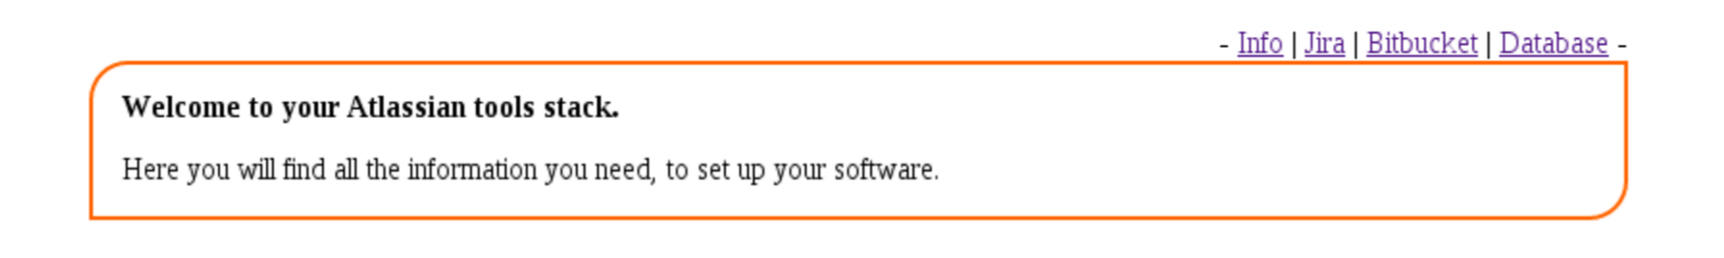 - Info | Jira | Bitbucket | Database -
Welcome to your Atlassian tools stack.
Here you will find all the information you need, to set up your software.